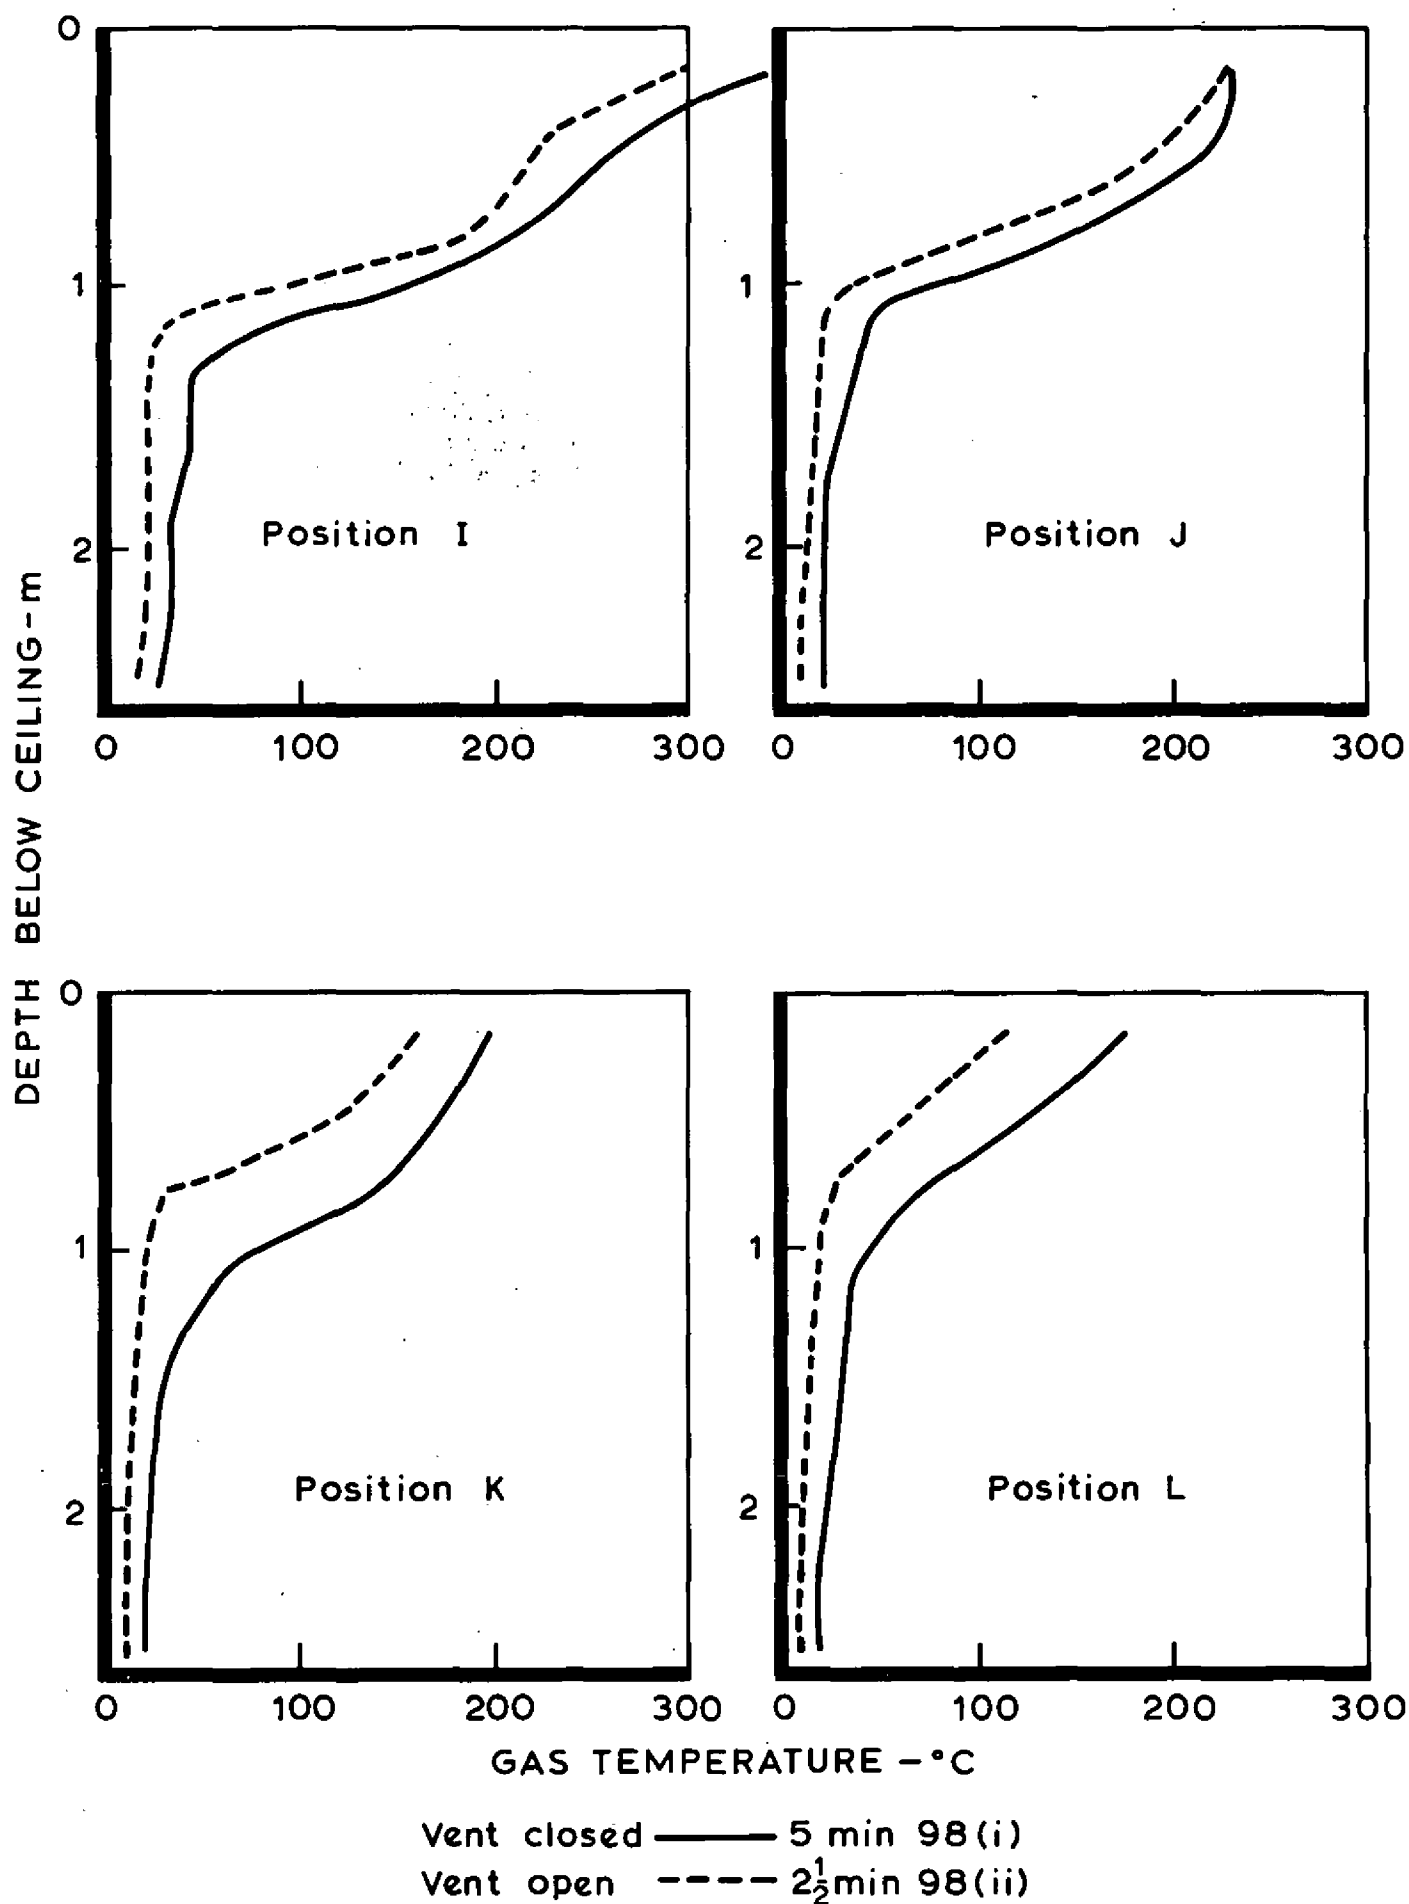 0
1
2
Position I
Position J
1
2
0 100 200 300 0 100 200 300
DEPTH BELOW CEILING-m
0
1
2
Position K
Position L
1
2
0 100 200 300 0 100 200 300
GAS TEMPERATURE - °C
Vent closed 5 min 98(i)
Vent open 2½ min 98(ii)